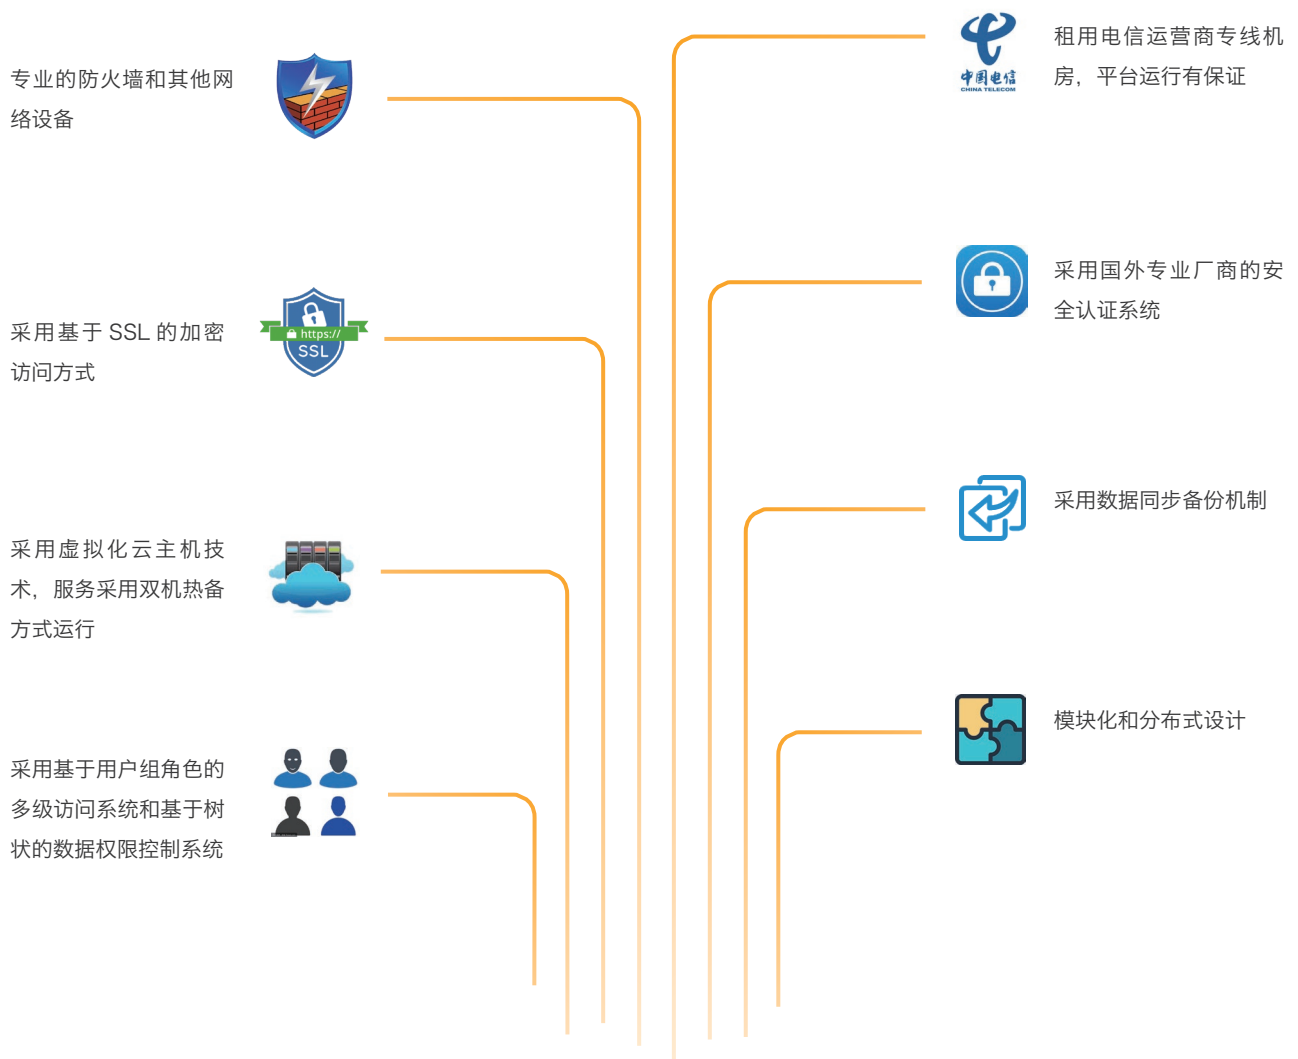 专业的防火墙和其他网
络设备
采用基于 SSL 的加密
访问方式
https://
SSL
采用虚拟化云主机技
术，服务采用双机热备
方式运行
采用基于用户组角色的
多级访问系统和基于树
状的数据权限控制系统
中国电信
CHINA TELECOM
租用电信运营商专线机
房，平台运行有保证
采用国外专业厂商的安
全认证系统
采用数据同步备份机制
模块化和分布式设计